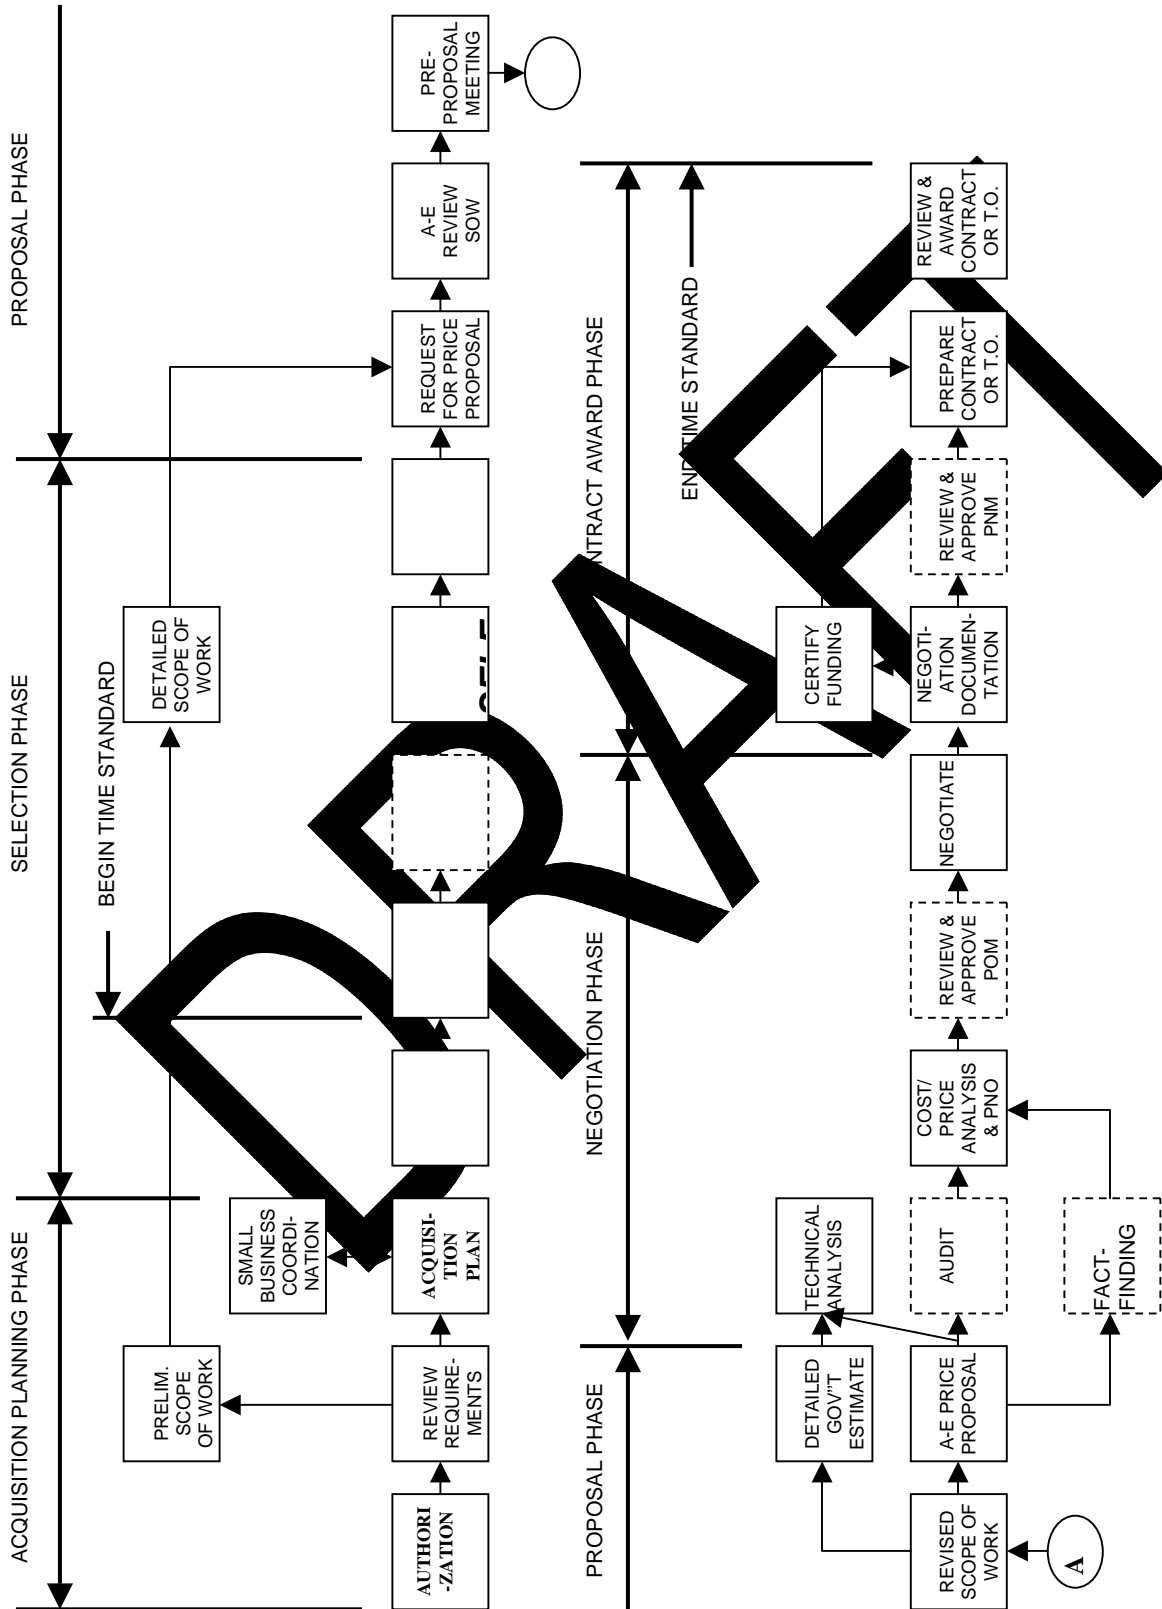 ACQUISITION PLANNING PHASE
SELECTION PHASE
PROPOSAL PHASE
BEGIN TIME STANDARD
PRELIM.
SCOPE
OF WORK
DETAILED
SCOPE OF
WORK
SMALL
BUSINESS
COORDI-
NATION
AUTHORI
-ZATION
REVIEW
REQUIRE-
MENTS
ACQUISI-
TION
PLAN
REQUEST
FOR PRICE
PROPOSAL
A-E
REVIEW
SOW
PRE-
PROPOSAL
MEETING
PROPOSAL PHASE
NEGOTIATION PHASE
NTRACT AWARD PHASE
END TIME STANDARD
DETAILED
GOV"T
ESTIMATE
TECHNICAL
ANALYSIS
CERTIFY
FUNDING
REVISED
SCOPE OF
WORK
A-E PRICE
PROPOSAL
AUDIT
COST/
PRICE
ANALYSIS
& PNO
REVIEW &
APPROVE
POM
NEGOTIATE
NEGOTI-
ATION
DOCUMEN-
TATION
REVIEW &
APPROVE
PNM
PREPARE
CONTRACT
OR T.O.
REVIEW &
AWARD
CONTRACT
OR T.O.
A
FACT-
FINDING
DRAFT